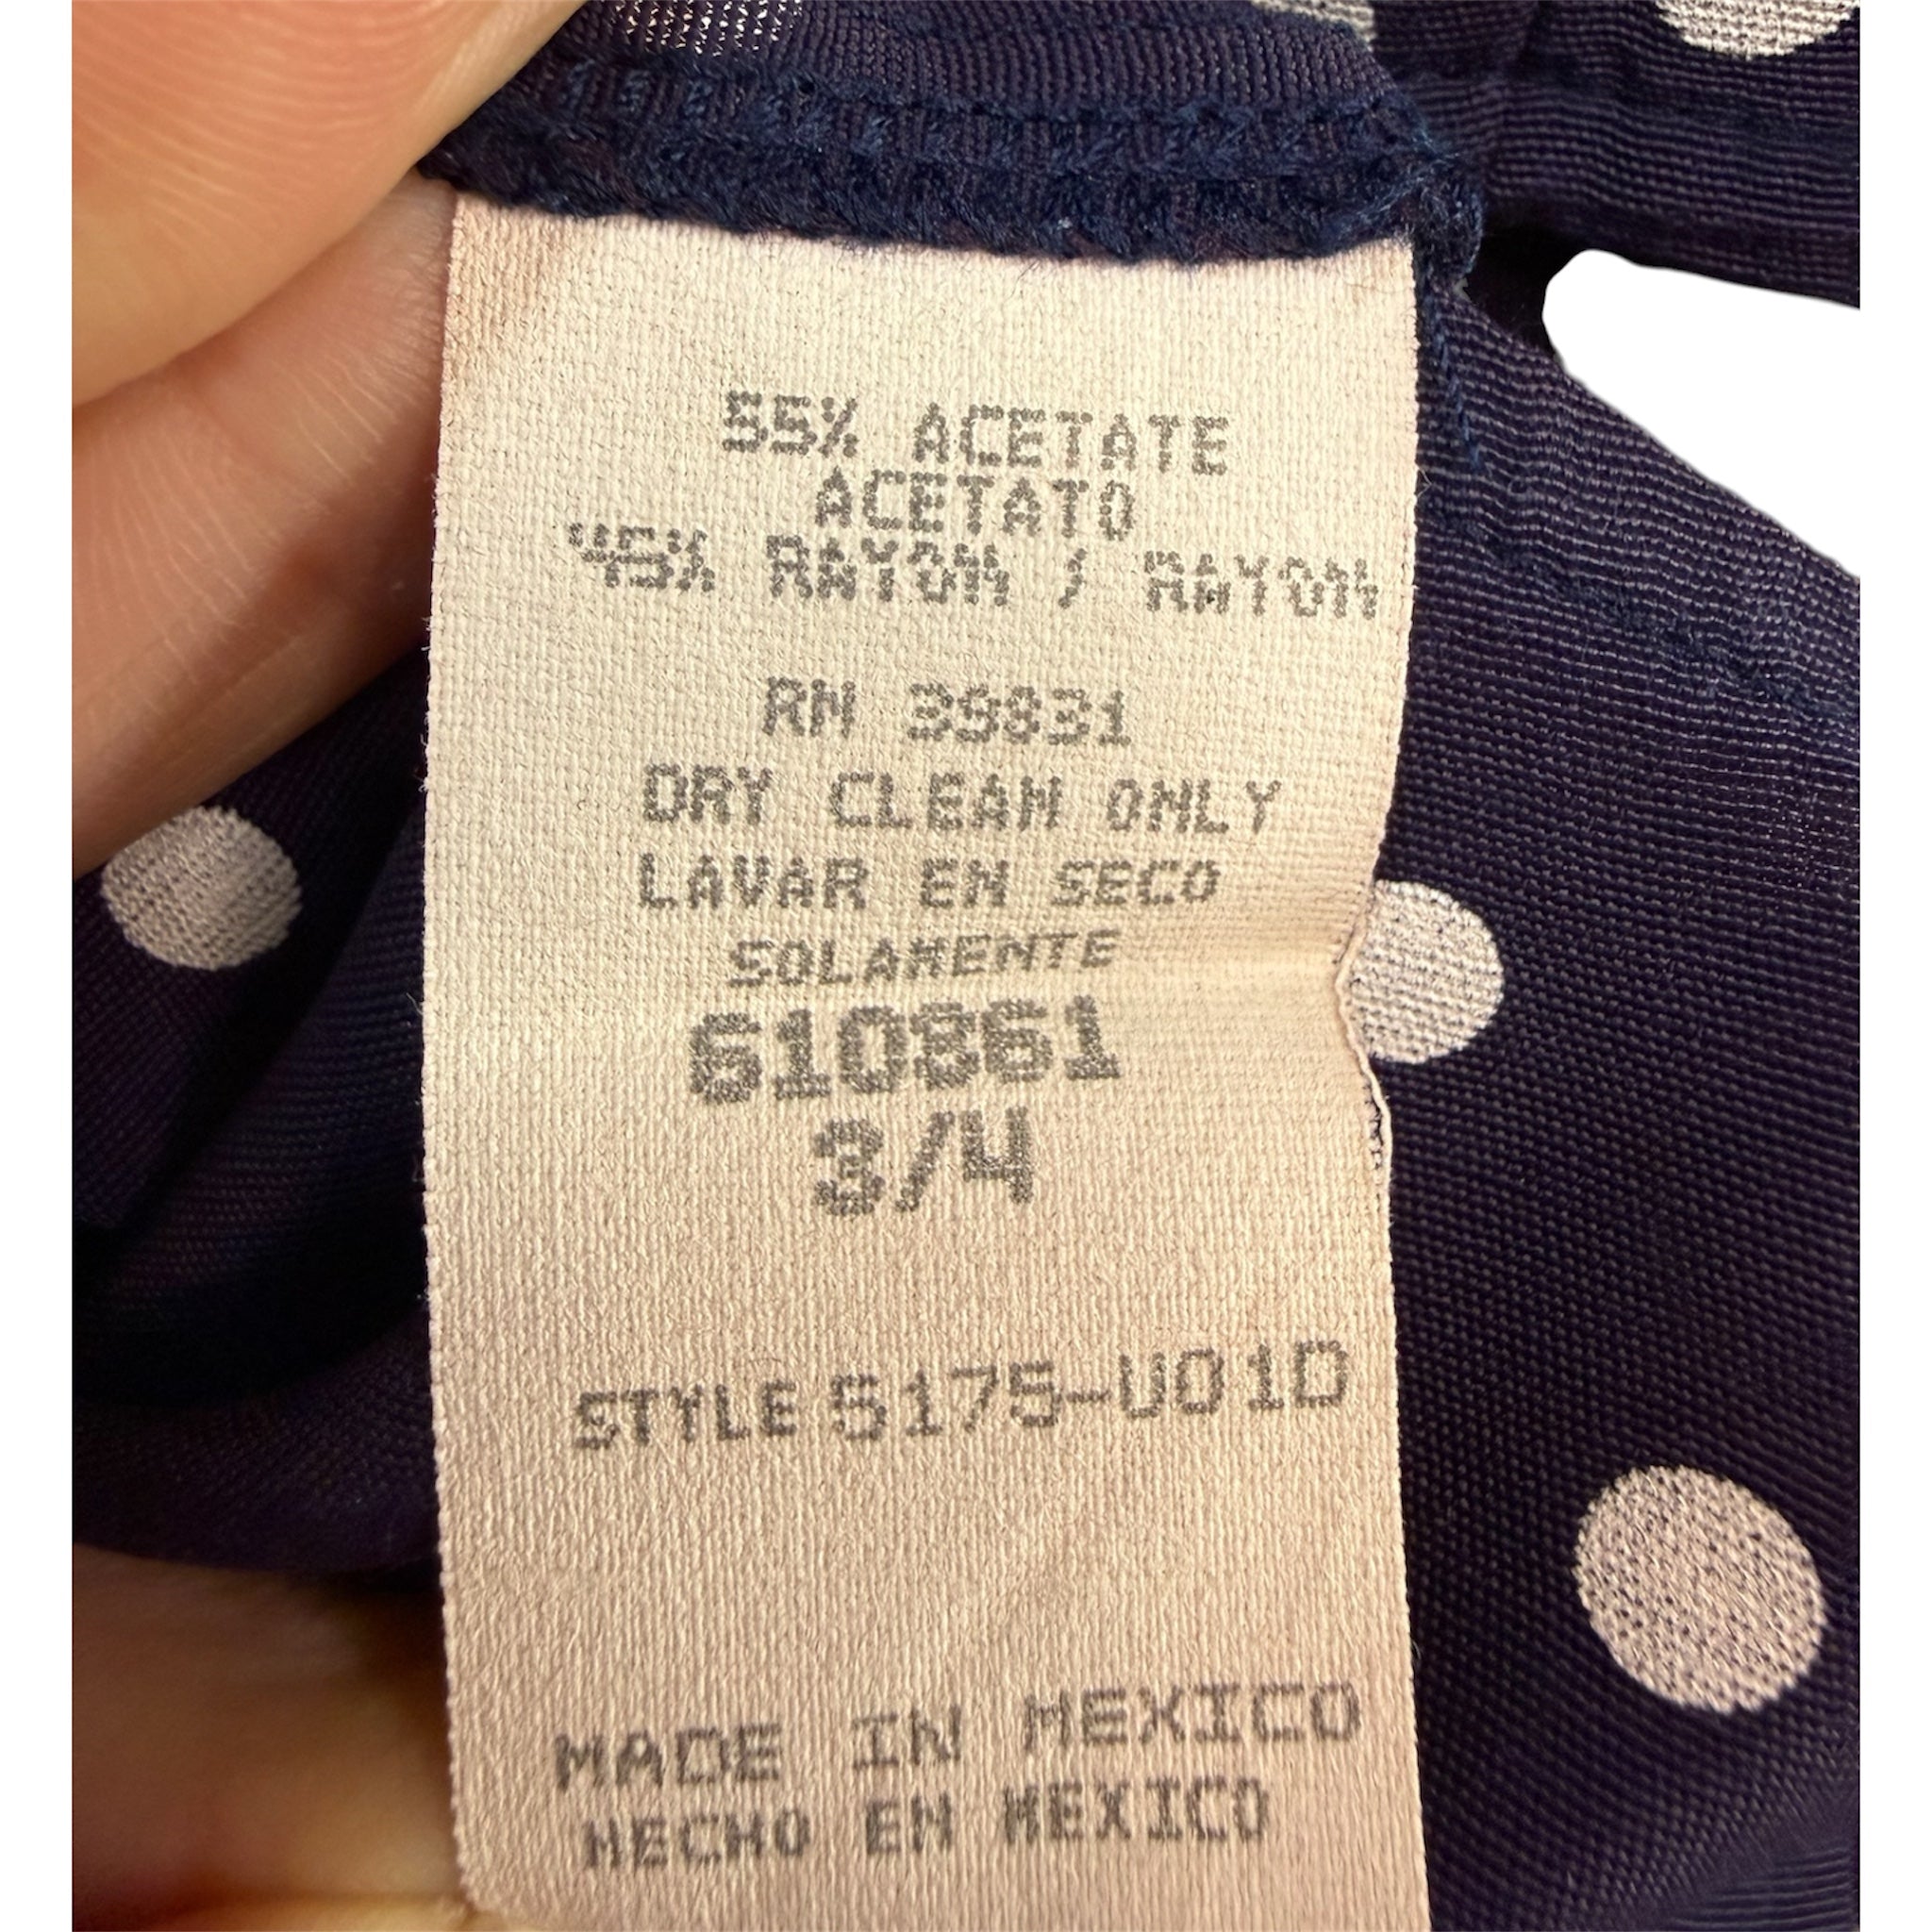 55% ACETATE
ACETATO
45% RAYON / RAYON
RN 39831
DRY CLEAN ONLY
LAVAR EN SECO
SOLAMENTE
610861
3/4
STYLE 5175-U01D
MADE IN MEXICO
HECHO EN MEXICO